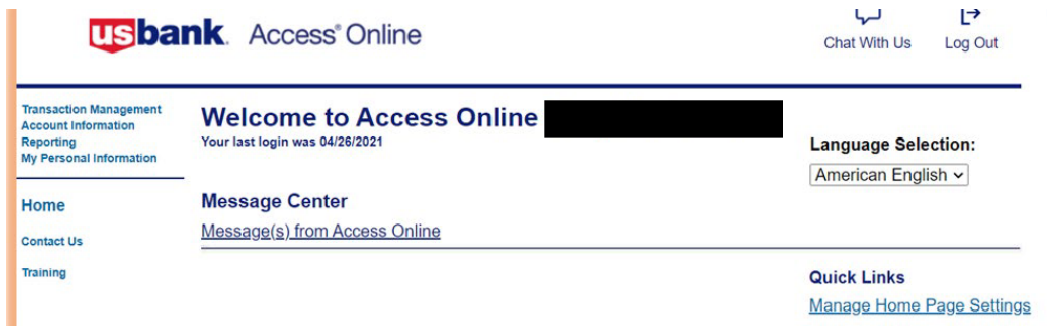 usbank. Access® Online
Chat With Us
Log Out
Transaction Management
Account Information
Reporting
My Personal Information
Home
Contact Us
Training
Welcome to Access Online
Your last login was 04/26/2021
Message Center
Message(s) from Access Online
Language Selection:
American English
Quick Links
Manage Home Page Settings